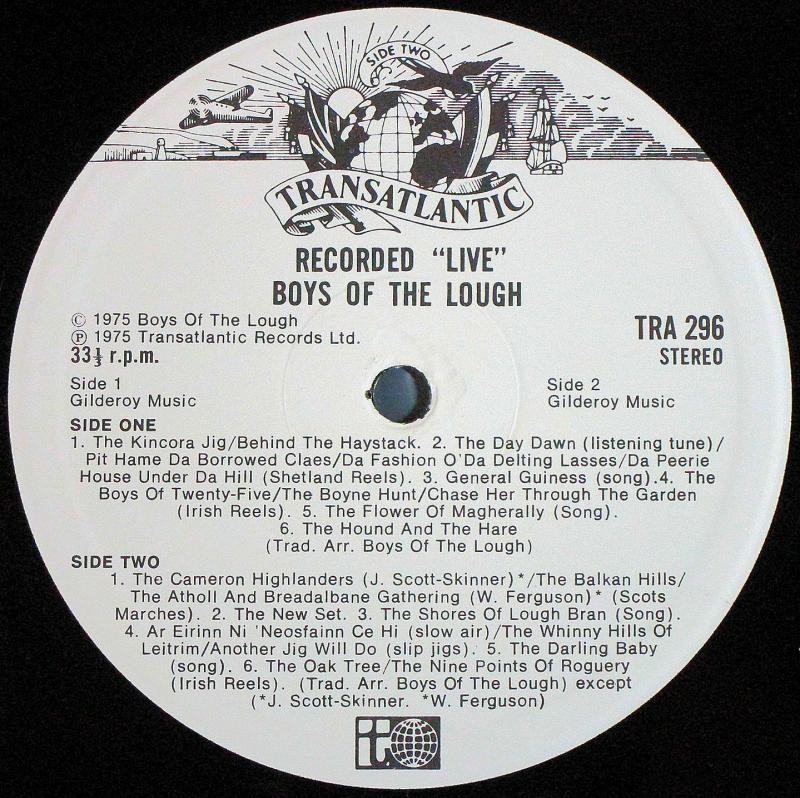 SIDE TWO
TRANSATLANTIC
RECORDED "LIVE"
BOYS OF THE LOUGH
© 1975 Boys Of The Lough
℗ 1975 Transatlantic Records Ltd.
33⅓ r.p.m.
TRA 296
STEREO
Side 1
Gilderoy Music
Side 2
Gilderoy Music
SIDE ONE
1. The Kincora Jig/Behind The Haystack. 2. The Day Dawn (listening tune)/
Pit Hame Da Borrowed Claes/Da Fashion O'Da Delting Lasses/Da Peerie
House Under Da Hill (Shetland Reels). 3. General Guiness (song).4. The
Boys Of Twenty-Five/The Boyne Hunt/Chase Her Through The Garden
(Irish Reels). 5. The Flower Of Magherally (Song).
6. The Hound And The Hare
(Trad. Arr. Boys Of The Lough)
SIDE TWO
1. The Cameron Highlanders (J. Scott-Skinner)*/The Balkan Hills/
The Atholl And Breadalbane Gathering (W. Ferguson)* (Scots
Marches). 2. The New Set. 3. The Shores Of Lough Bran (Song).
4. Ar Eirinn Ni 'Neosfainn Ce Hi (slow air)/The Whinny Hills Of
Leitrim/Another Jig Will Do (slip jigs). 5. The Darling Baby
(song). 6. The Oak Tree/The Nine Points Of Roguery
(Irish Reels). (Trad. Arr. Boys Of The Lough) except
(*J. Scott-Skinner. *W. Ferguson)
it